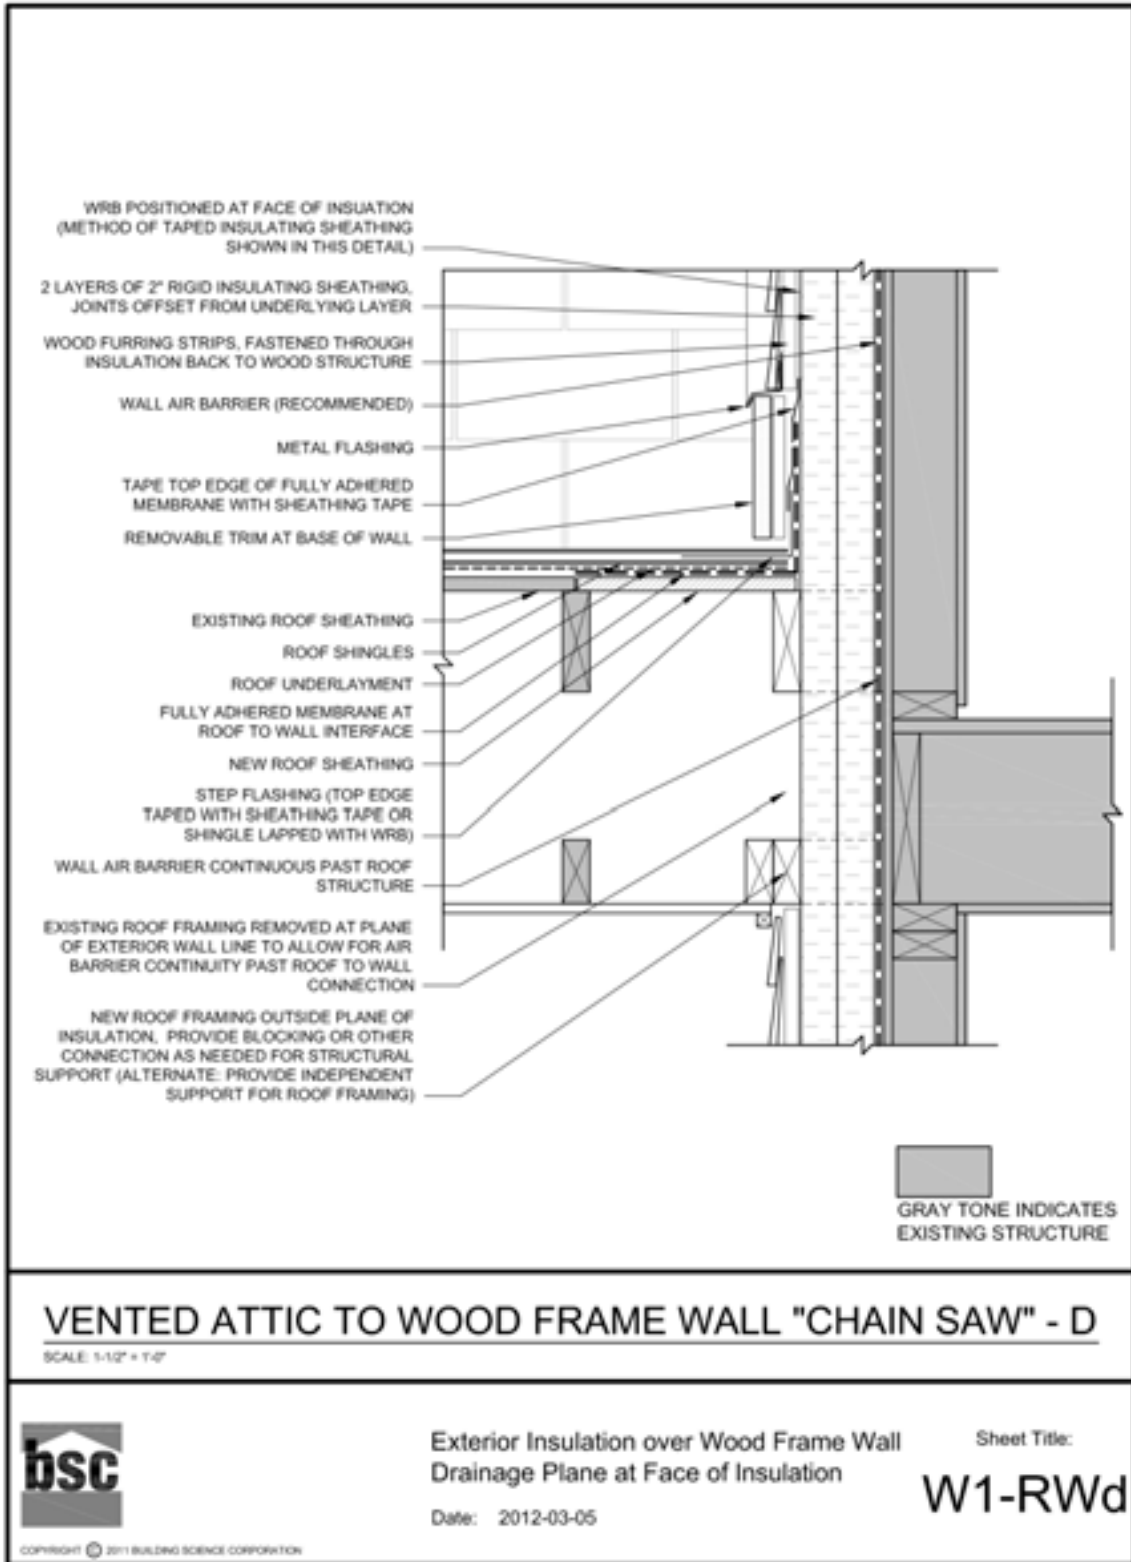 WRB POSITIONED AT FACE OF INSUATION
(METHOD OF TAPED INSULATING SHEATHING
SHOWN IN THIS DETAIL)
2 LAYERS OF 2" RIGID INSULATING SHEATHING,
JOINTS OFFSET FROM UNDERLYING LAYER
WOOD FURRING STRIPS, FASTENED THROUGH
INSULATION BACK TO WOOD STRUCTURE
WALL AIR BARRIER (RECOMMENDED)
METAL FLASHING
TAPE TOP EDGE OF FULLY ADHERED
MEMBRANE WITH SHEATHING TAPE
REMOVABLE TRIM AT BASE OF WALL
EXISTING ROOF SHEATHING
ROOF SHINGLES
ROOF UNDERLAYMENT
FULLY ADHERED MEMBRANE AT
ROOF TO WALL INTERFACE
NEW ROOF SHEATHING
STEP FLASHING (TOP EDGE
TAPED WITH SHEATHING TAPE OR
SHINGLE LAPPED WITH WRB)
WALL AIR BARRIER CONTINUOUS PAST ROOF
STRUCTURE
EXISTING ROOF FRAMING REMOVED AT PLANE
OF EXTERIOR WALL LINE TO ALLOW FOR AIR
BARRIER CONTINUITY PAST ROOF TO WALL
CONNECTION
NEW ROOF FRAMING OUTSIDE PLANE OF
INSULATION, PROVIDE BLOCKING OR OTHER
CONNECTION AS NEEDED FOR STRUCTURAL
SUPPORT (ALTERNATE: PROVIDE INDEPENDENT
SUPPORT FOR ROOF FRAMING)
GRAY TONE INDICATES
EXISTING STRUCTURE
VENTED ATTIC TO WOOD FRAME WALL "CHAIN SAW" - D
SCALE: 1-1/2" = 1'-0"
bsc
Exterior Insulation over Wood Frame Wall
Drainage Plane at Face of Insulation
Date: 2012-03-05
Sheet Title:
W1-RWd
COPYRIGHT © 2011 BUILDING SCIENCE CORPORATION